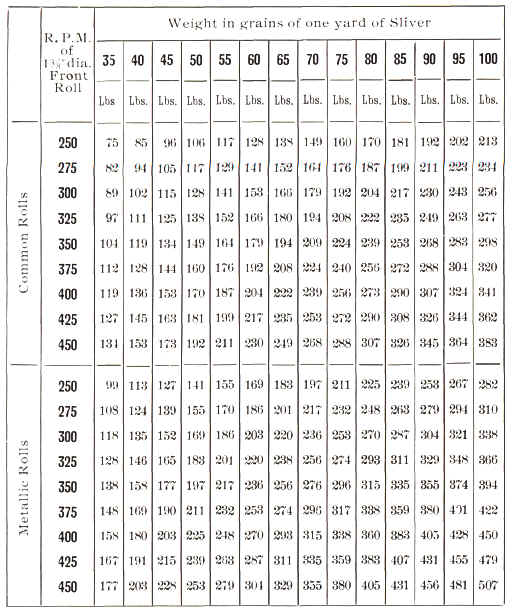 Weight in grains of one yard of Sliver
R. P. M. of 1⅜" dia. Front Roll
35 40 45 50 55 60 65 70 75 80 85 90 95 100
Lbs. Lbs. Lbs. Lbs. Lbs. Lbs. Lbs. Lbs. Lbs. Lbs. Lbs. Lbs. Lbs. Lbs.
Common Rolls
250 75 85 96 106 117 128 138 149 160 170 181 192 202 213
275 82 94 105 117 129 141 152 164 176 187 199 211 223 234
300 89 102 115 128 141 153 166 179 192 204 217 230 243 256
325 97 111 125 138 152 166 180 194 208 222 235 249 263 277
350 104 119 134 149 164 179 194 209 224 239 253 268 283 298
375 112 128 144 160 176 192 208 224 240 256 272 288 304 320
400 119 136 153 170 187 204 222 239 256 273 290 307 324 341
425 127 145 163 181 199 217 235 253 272 290 308 326 344 362
450 134 153 173 192 211 230 249 268 288 307 326 345 364 383
Metallic Rolls
250 99 113 127 141 155 169 183 197 211 225 239 253 267 282
275 108 124 139 155 170 186 201 217 232 248 263 279 294 310
300 118 135 152 169 186 203 220 236 253 270 287 304 321 338
325 128 146 165 183 201 220 238 256 274 293 311 329 348 366
350 138 158 177 197 217 236 256 276 296 315 335 355 374 394
375 148 169 190 211 232 253 274 296 317 338 359 380 401 422
400 158 180 203 225 248 270 293 315 338 360 383 405 428 450
425 167 191 215 239 263 287 311 335 359 383 407 431 455 479
450 177 203 228 253 279 304 329 355 380 405 431 456 481 507